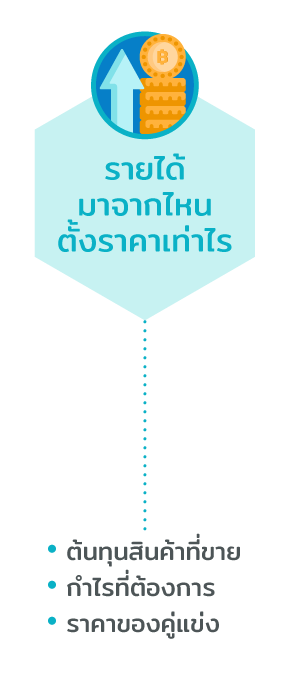 รายได้
มาจากไหน
ตั้งราคาเท่าไร
• ต้นทุนสินค้าที่ขาย
• กำไรที่ต้องการ
• ราคาของคู่แข่ง